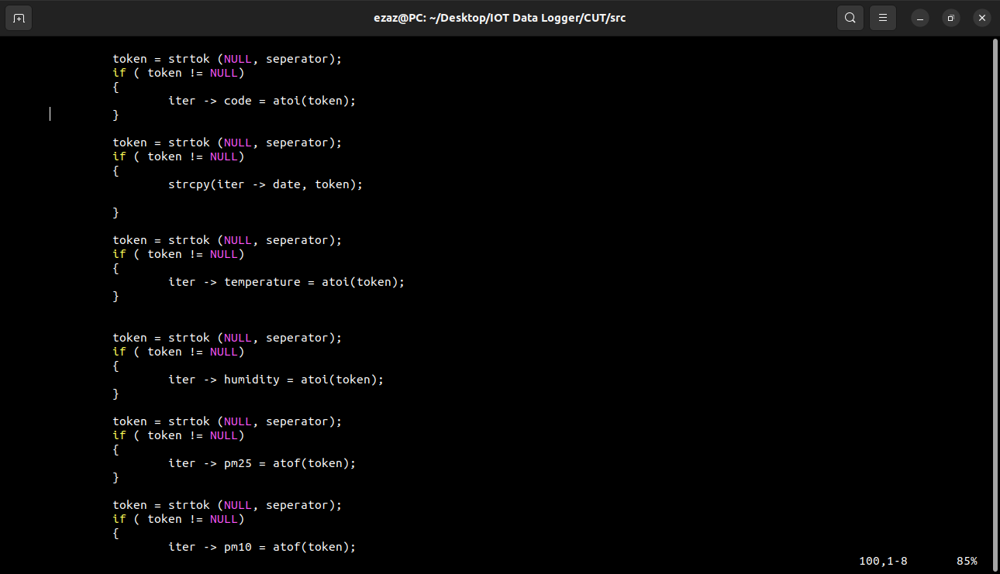 ezaz@PC: ~/Desktop/IOT Data Logger/CUT/src
token = strtok (NULL, seperator);
if ( token != NULL)
{
iter -> code = atoi(token);
}
token = strtok (NULL, seperator);
if ( token != NULL)
{
strcpy(iter -> date, token);
}
token = strtok (NULL, seperator);
if ( token != NULL)
{
iter -> temperature = atoi(token);
}
token = strtok (NULL, seperator);
if ( token != NULL)
{
iter -> humidity = atoi(token);
}
token = strtok (NULL, seperator);
if ( token != NULL)
{
iter -> pm25 = atof(token);
}
token = strtok (NULL, seperator);
if ( token != NULL)
{
iter -> pm10 = atof(token);
100,1-8 85%